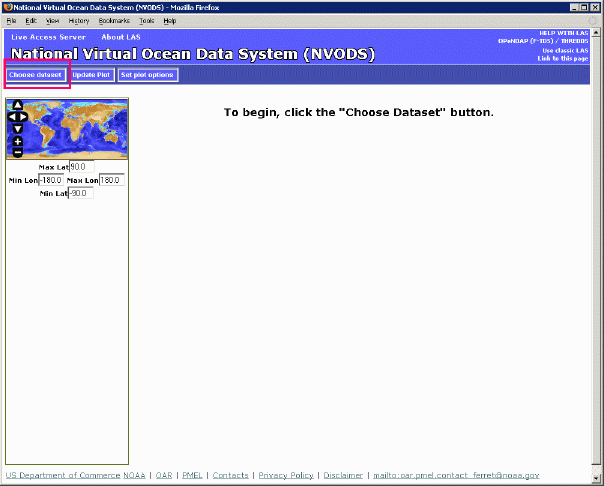 National Virtual Ocean Data System (NVODS) - Mozilla Firefox
File Edit View History Bookmarks Tools Help
Live Access Server About LAS
HELP WITH LAS
OPeNDAP (F-TDS) / THREDDS
National Virtual Ocean Data System (NVODS)
Use classic LAS
Link to this page
Choose dataset Update Plot Set plot options
To begin, click the "Choose Dataset" button.
Max Lat 90.0
Min Lon -180.0 Max Lon 180.0
Min Lat -90.0
US Department of Commerce NOAA | OAR | PMEL | Contacts | Privacy Policy | Disclaimer | mailto:oar.pmel.contact_ferret@noaa.gov